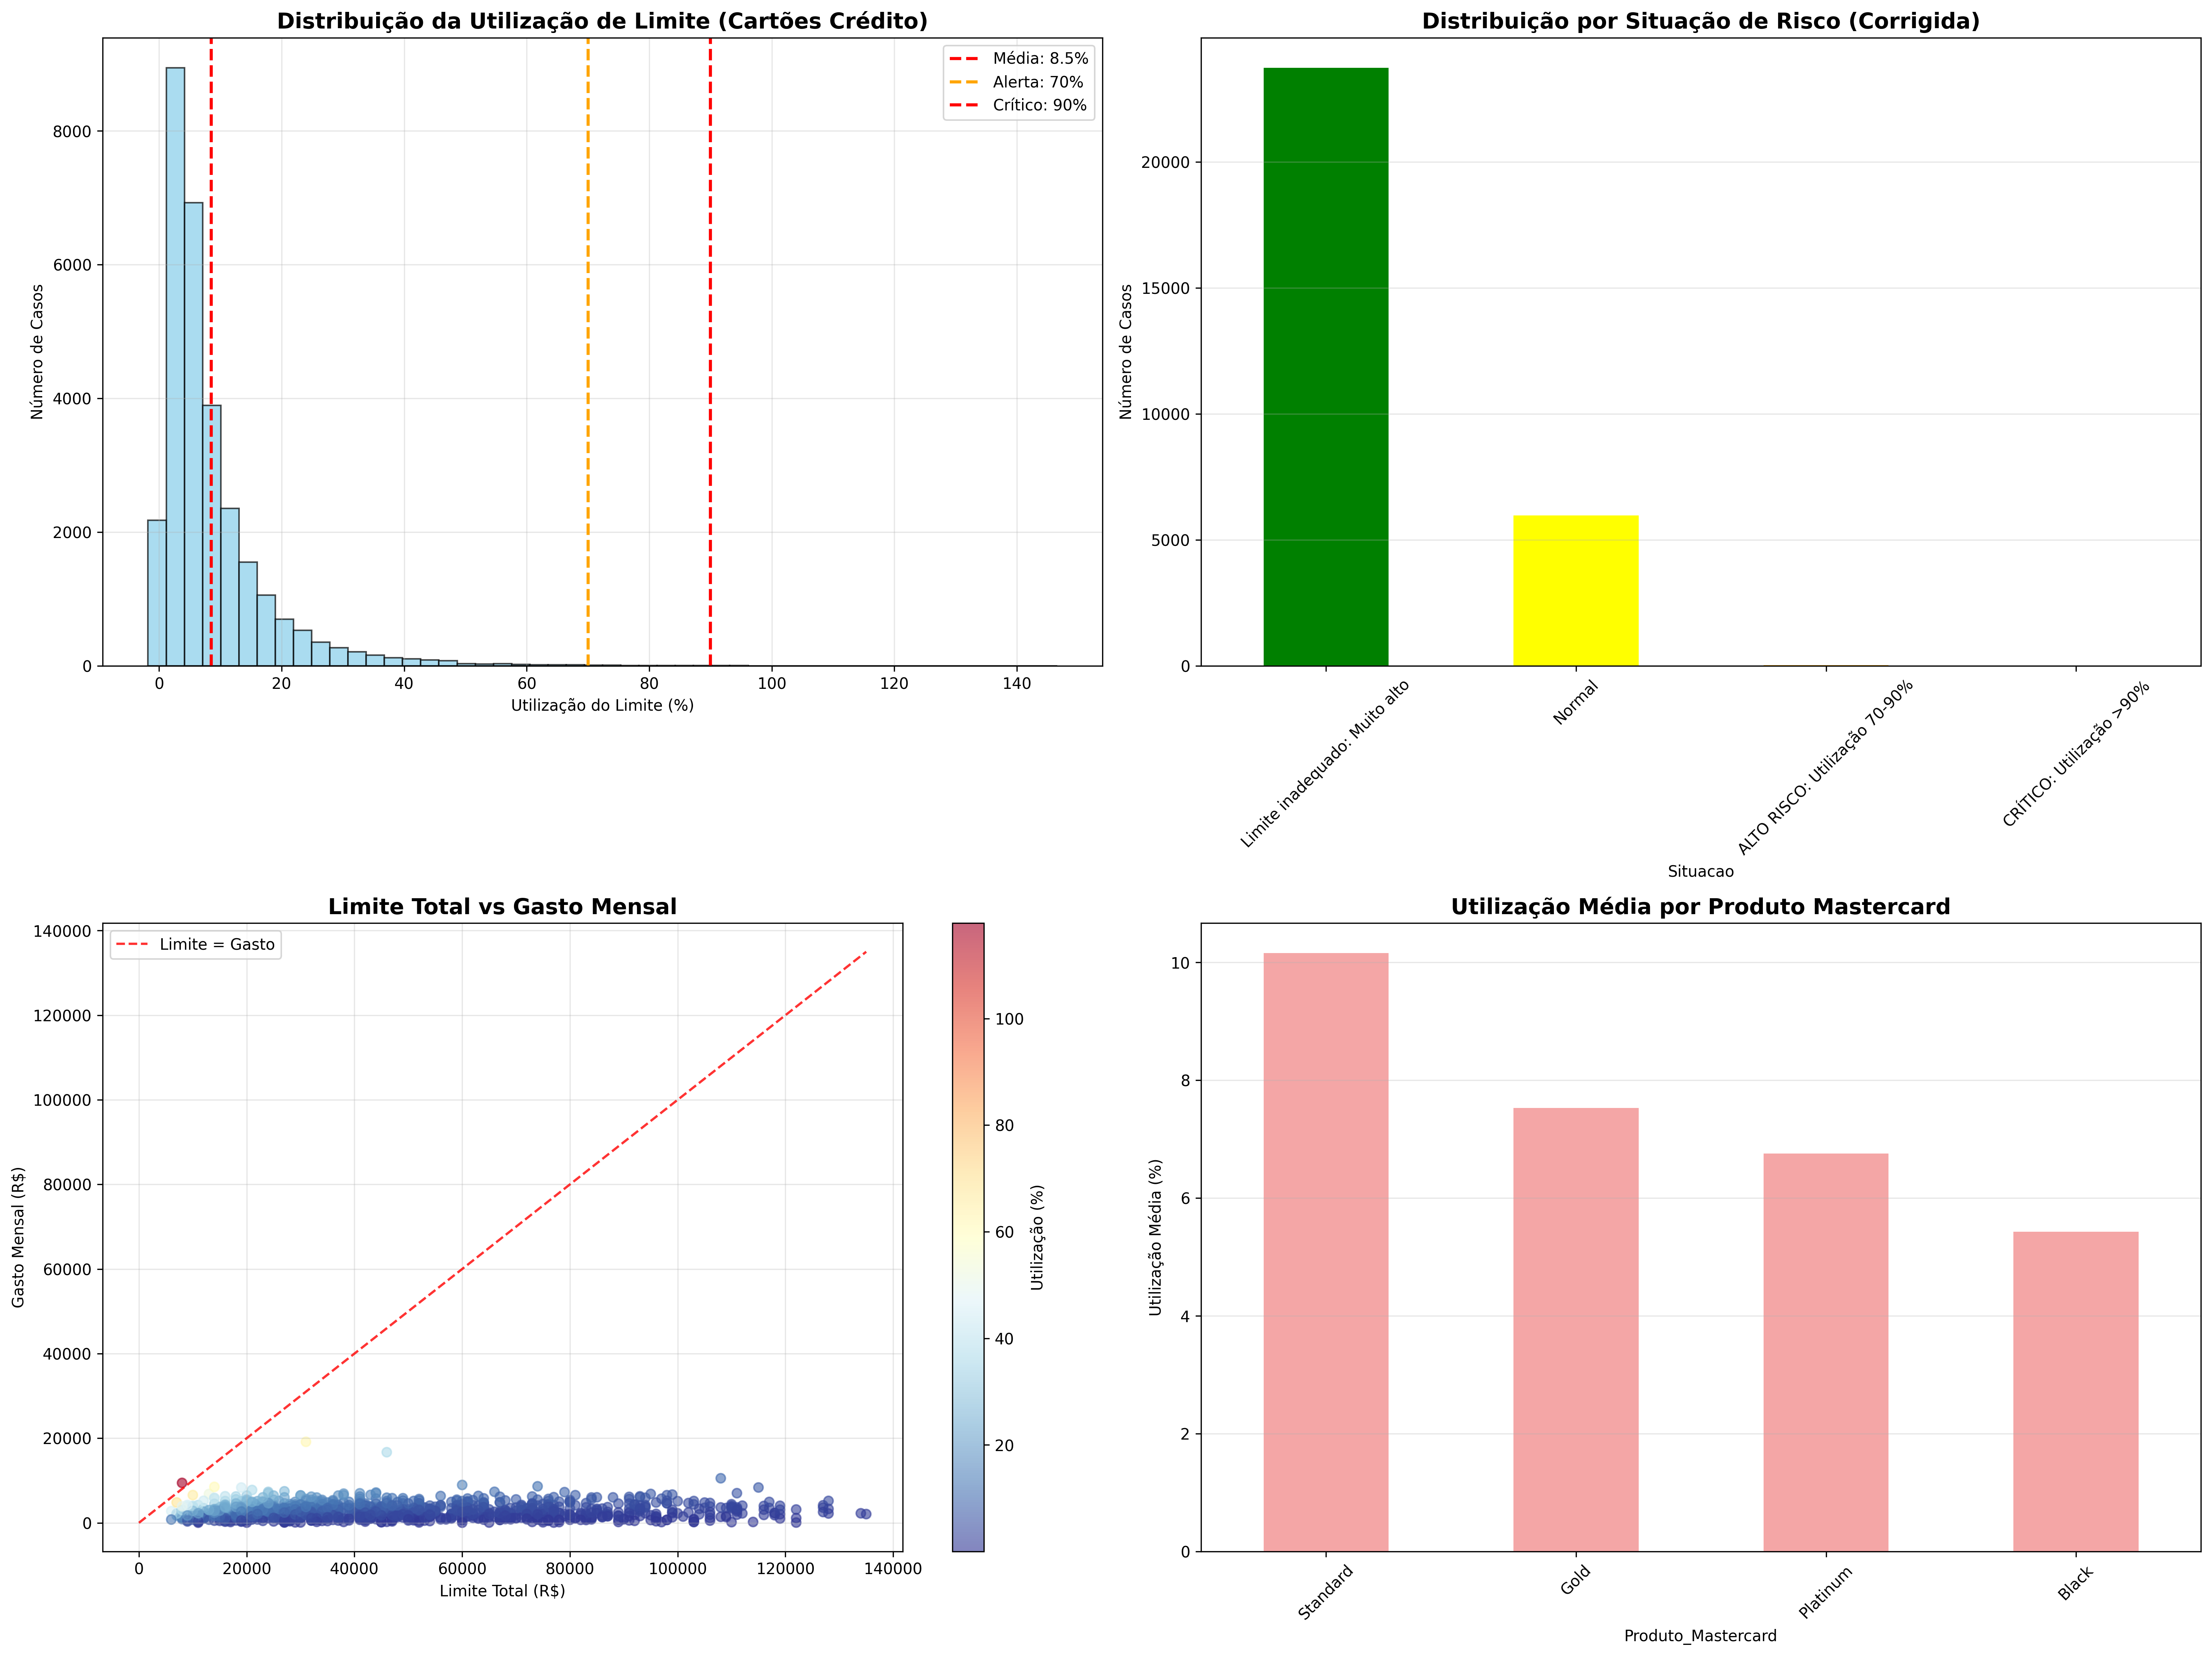 Distribuição da Utilização de Limite (Cartões Crédito)
Média: 8.5%
Alerta: 70%
Crítico: 90%
Número de Casos
8000
6000
4000
2000
0
0 20 40 60 80 100 120 140
Utilização do Limite (%)
Distribuição por Situação de Risco (Corrigida)
Número de Casos
20000
15000
10000
5000
0
Limite inadequado: Muito alto
Normal
ALTO RISCO: Utilização 70-90%
CRÍTICO: Utilização >90%
Situacao
Limite Total vs Gasto Mensal
Limite = Gasto
Gasto Mensal (R$)
140000
120000
100000
80000
60000
40000
20000
0
0 20000 40000 60000 80000 100000 120000 140000
Limite Total (R$)
100
80
60
40
20
Utilização (%)
Utilização Média por Produto Mastercard
Utilização Média (%)
10
8
6
4
2
0
Standard
Gold
Platinum
Black
Produto_Mastercard